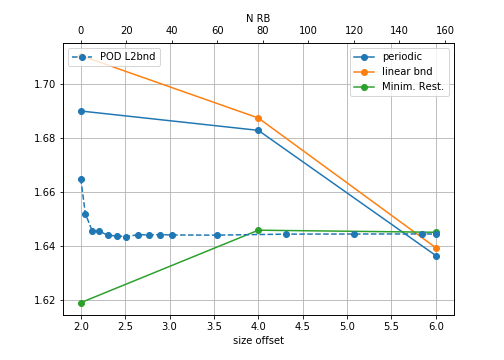 N RB
0 20 40 60 80 100 120 140 160
POD L2bnd
periodic
linear bnd
Minim. Rest.
1.70
1.68
1.66
1.64
1.62
2.0 2.5 3.0 3.5 4.0 4.5 5.0 5.5 6.0
size offset